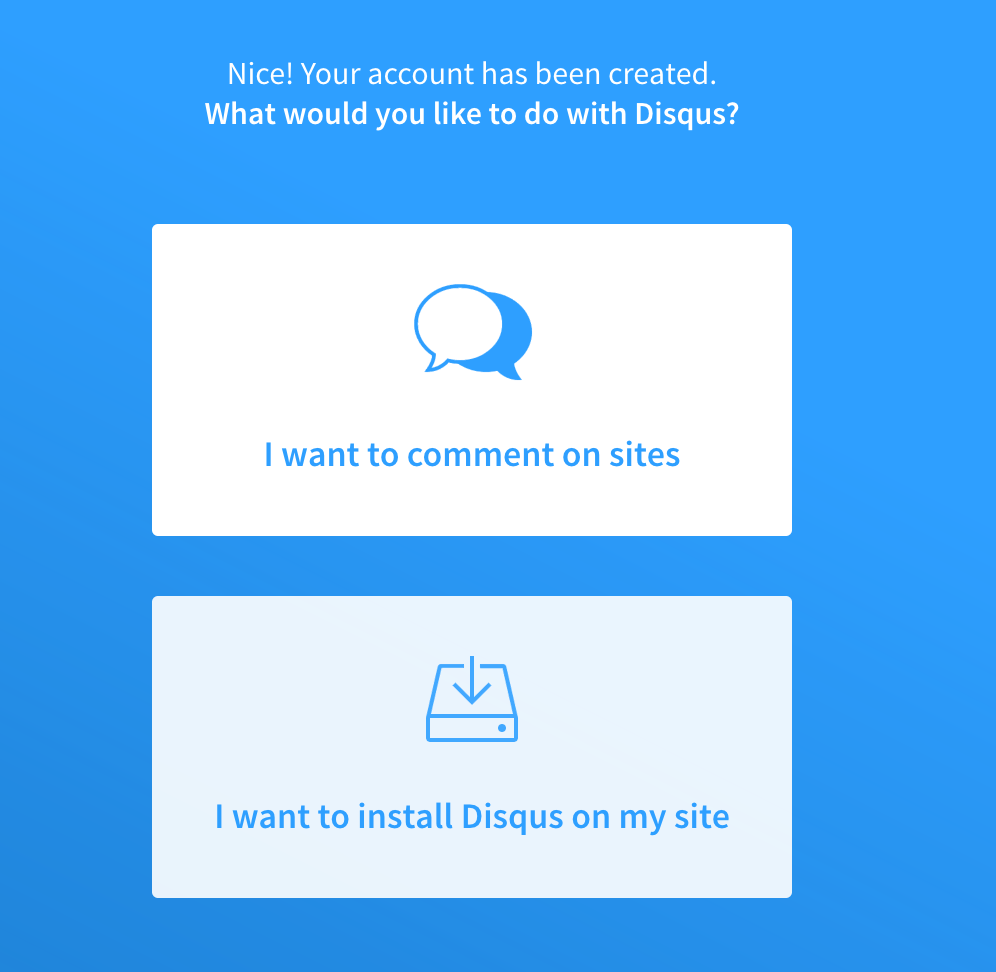 Nice! Your account has been created.
What would you like to do with Disqus?
I want to comment on sites
I want to install Disqus on my site